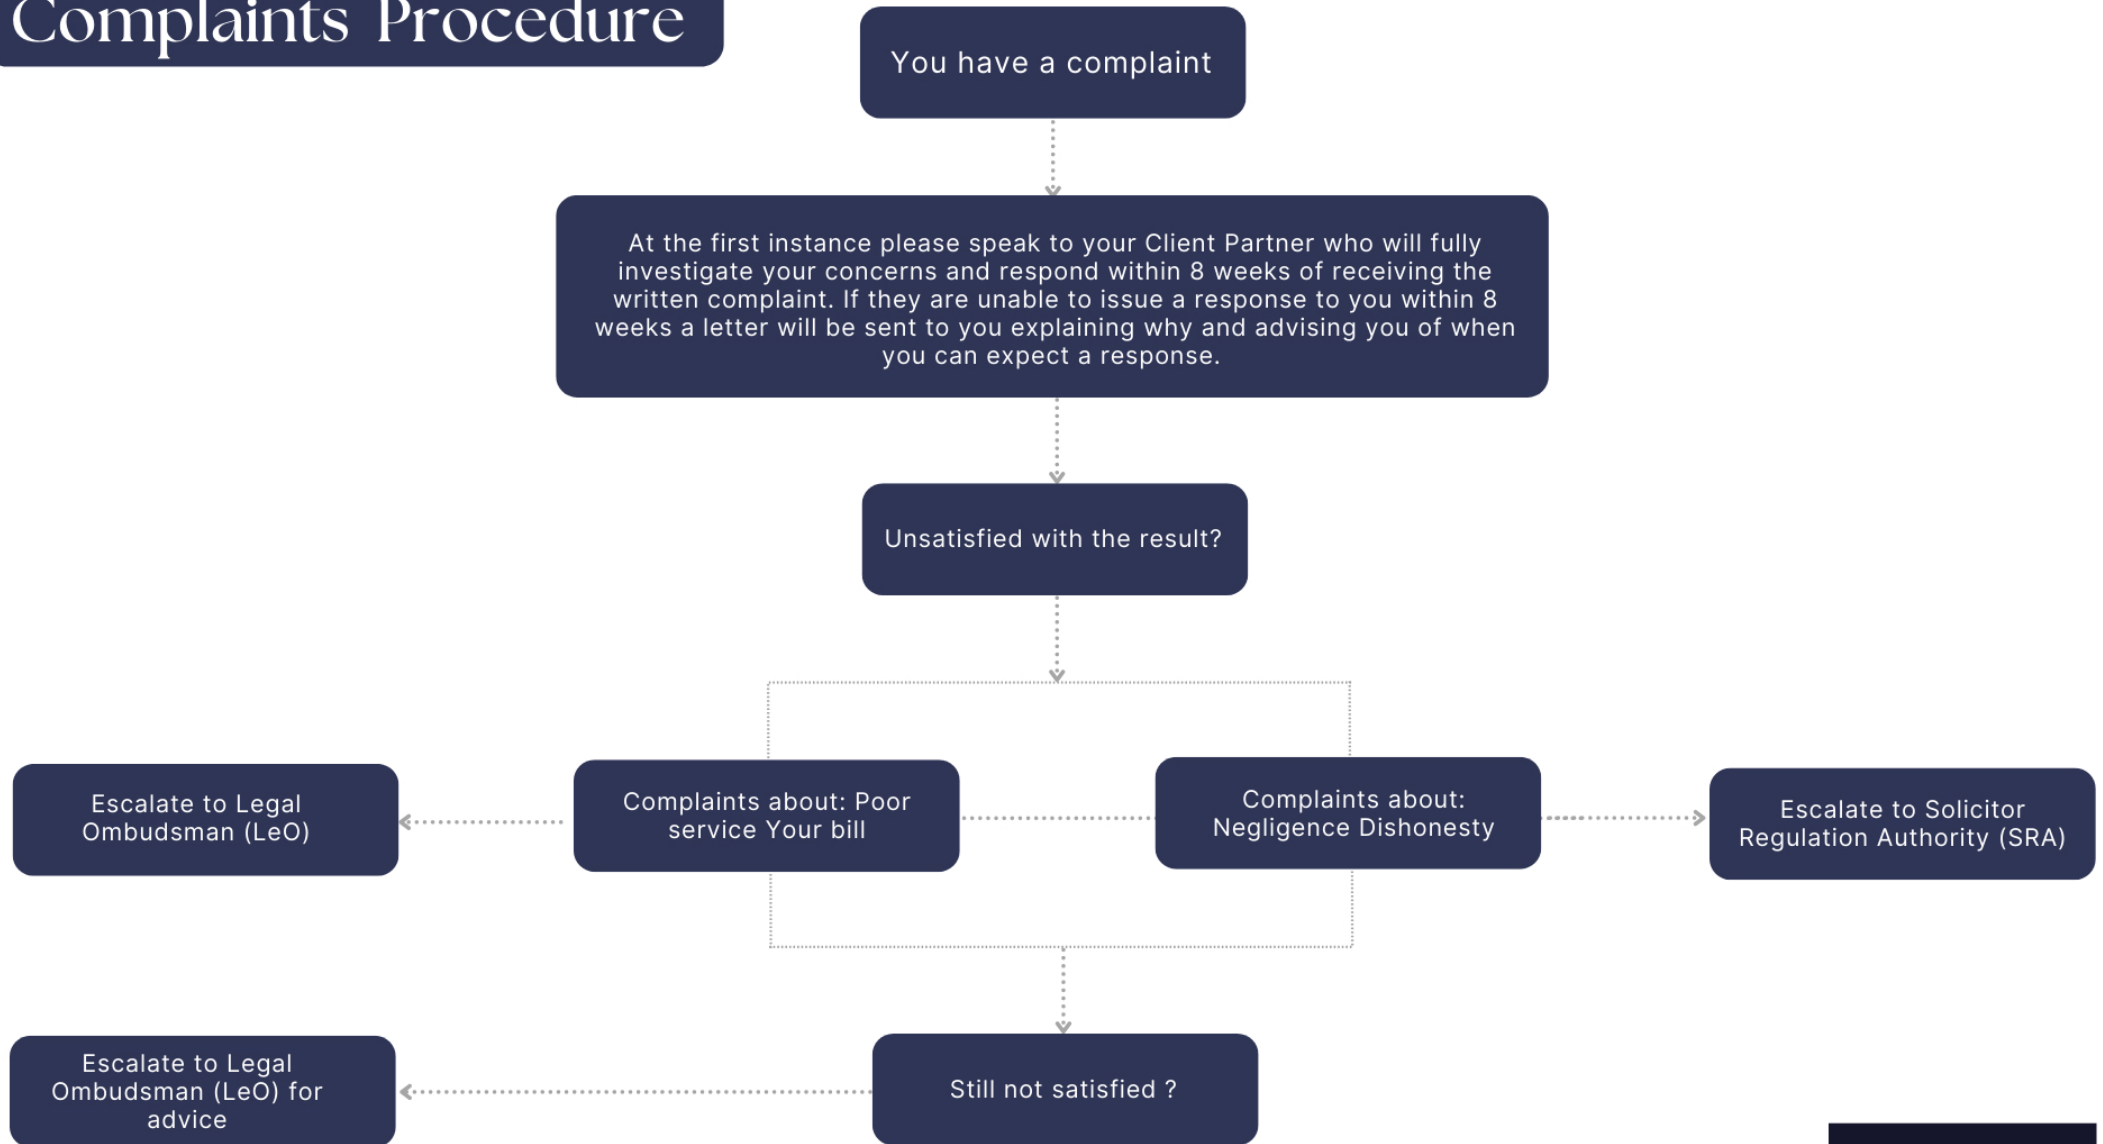 Complaints Procedure
You have a complaint
At the first instance please speak to your Client Partner who will fully
investigate your concerns and respond within 8 weeks of receiving the
written complaint. If they are unable to issue a response to you within 8
weeks a letter will be sent to you explaining why and advising you of when
you can expect a response.
Unsatisfied with the result?
Escalate to Legal
Ombudsman (LeO)
Complaints about: Poor
service Your bill
Complaints about:
Negligence Dishonesty
Escalate to Solicitor
Regulation Authority (SRA)
Escalate to Legal
Ombudsman (LeO) for
advice
Still not satisfied ?